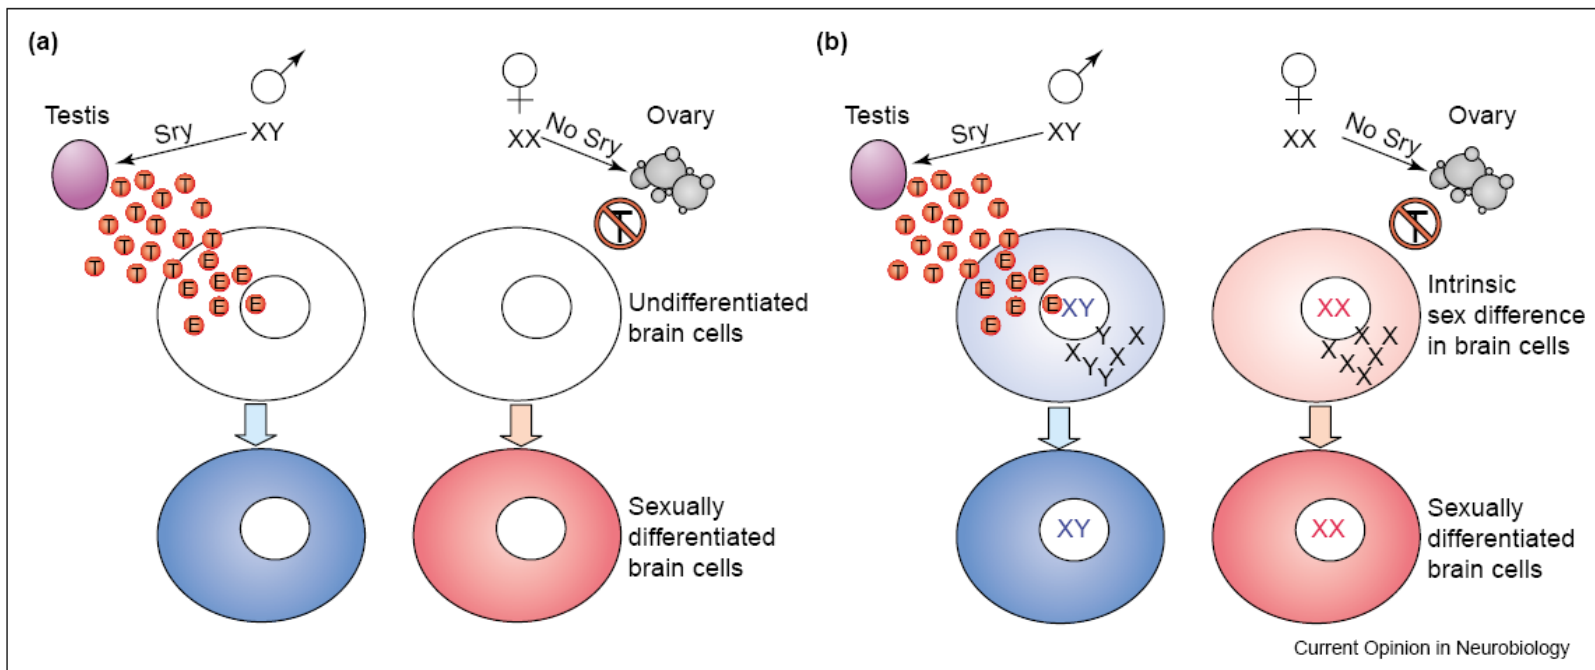 (a)
Testis
Sry
XY
XX
No Sry
Ovary
T T T
T T
T T T
T T T T
T T T T
E
E E
E E E
E
Undifferentiated
brain cells
Sexually
differentiated
brain cells
(b)
Testis
Sry
XY
XX
No Sry
Ovary
T T T
T T
T T T
T T T T
T T T
E
E E
E E E
E
XY
Y X
X X
Y
Y
XX
X X
X X
X X
X
Intrinsic
sex difference
in brain cells
XY
XX
Sexually
differentiated
brain cells
Current Opinion in Neurobiology